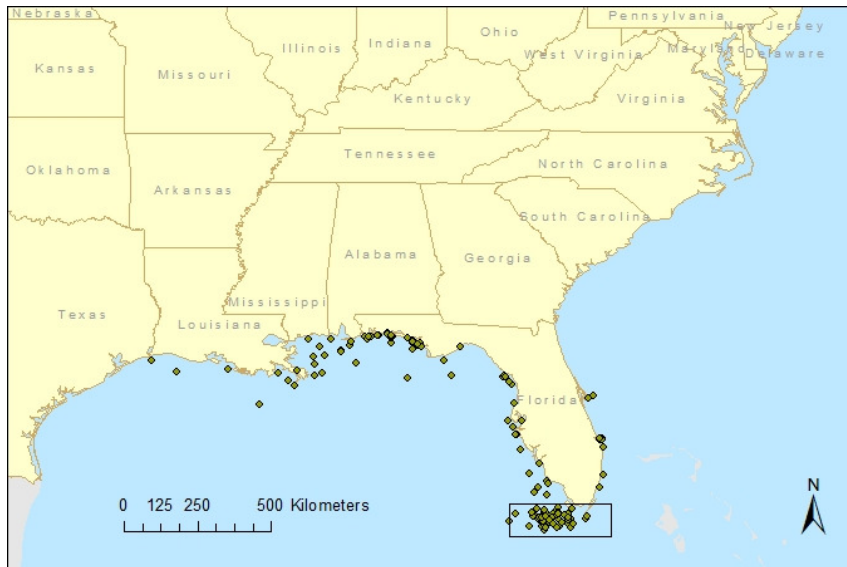 Nebraska
Pennsylvania
Ohio
New Jersey
Illinois
Indiana
Maryland
Delaware
West Virginia
Kansas
Missouri
Kentucky
Virginia
Tennessee
North Carolina
Oklahoma
Arkansas
South Carolina
Alabama
Georgia
Mississippi
Texas
Louisiana
Florida
N
0 125 250 500 Kilometers